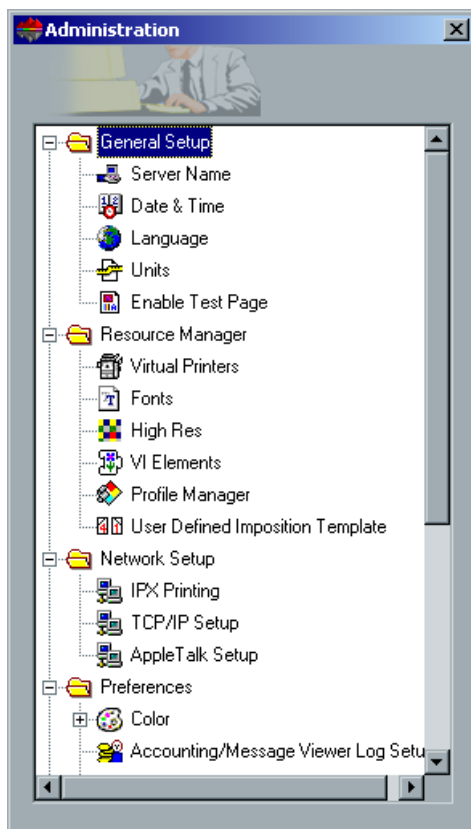 Administration
General Setup
Server Name
Date & Time
Language
Units
Enable Test Page
Resource Manager
Virtual Printers
Fonts
High Res
VI Elements
Profile Manager
User Defined Imposition Template
Network Setup
IPX Printing
TCP/IP Setup
AppleTalk Setup
Preferences
Color
Accounting/Message Viewer Log Setu